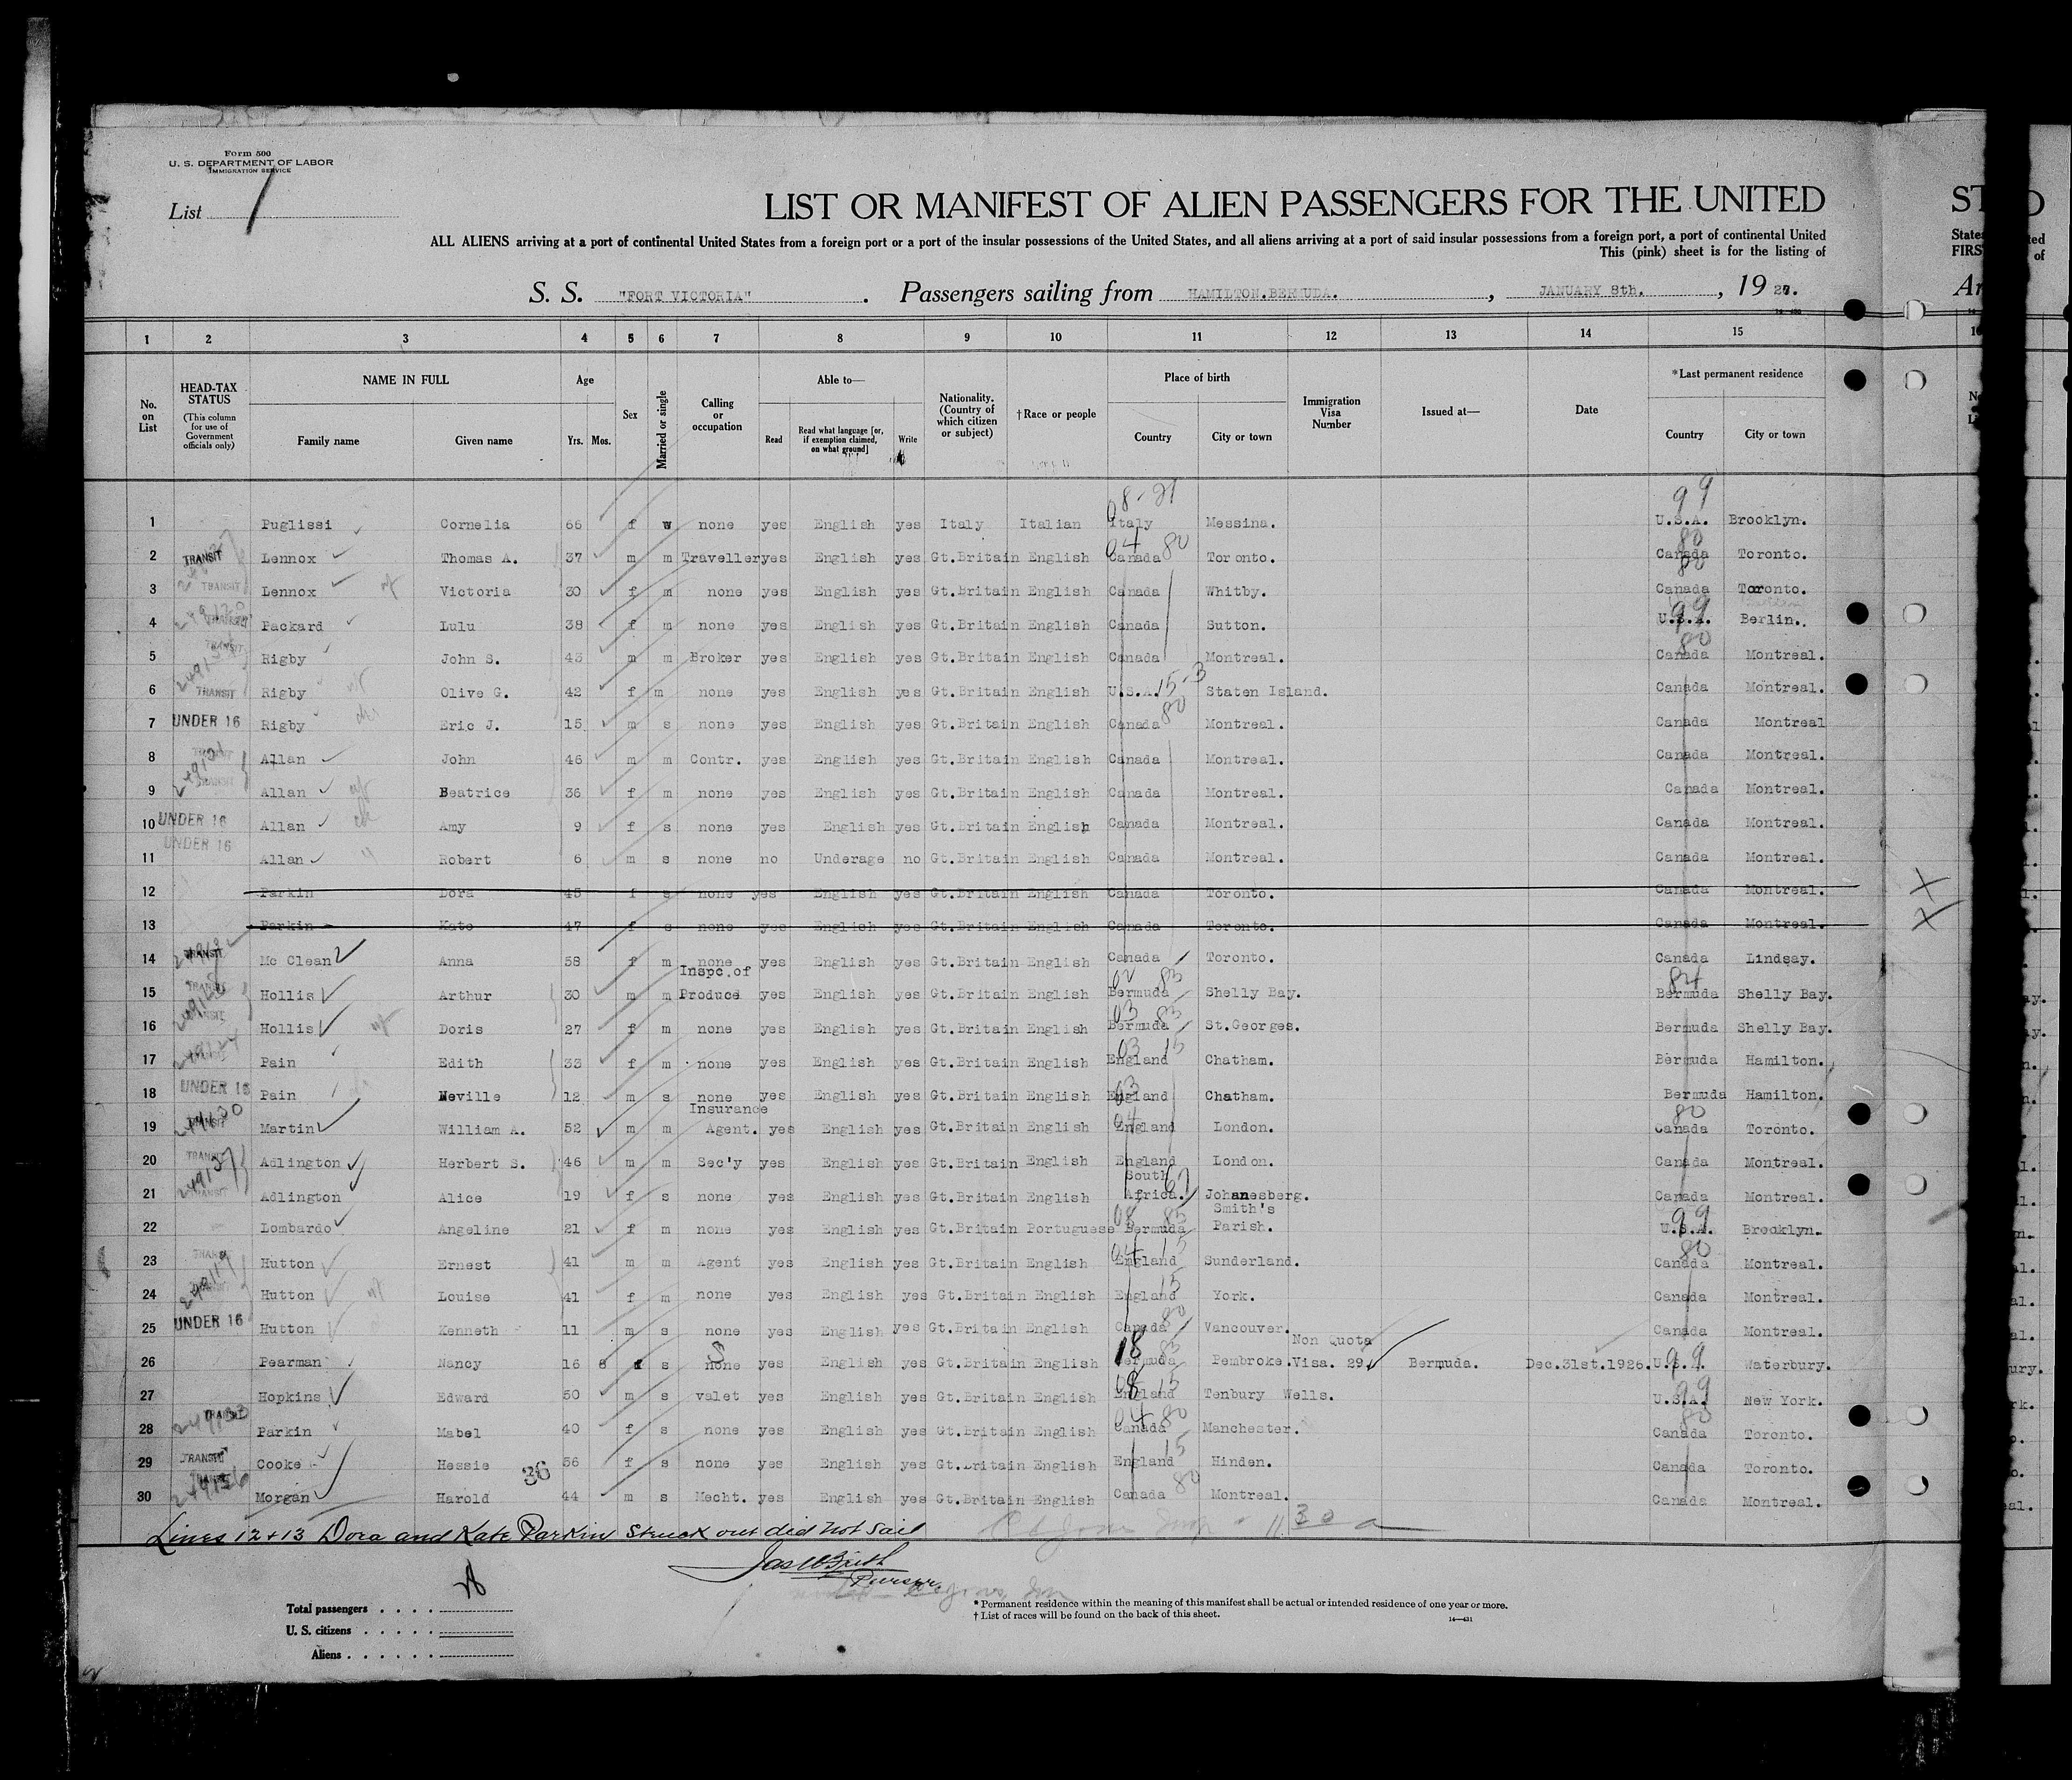 Form 500
U. S. DEPARTMENT OF LABOR
IMMIGRATION SERVICE
List 1
LIST OR MANIFEST OF ALIEN PASSENGERS FOR THE UNITED
ALL ALIENS arriving at a port of continental United States from a foreign port or a port of the insular possessions of the United States, and all aliens arriving at a port of said insular possessions from a foreign port, a port of continental United
This (pink) sheet is for the listing of
S. S. "FORT VICTORIA". Passengers sailing from HAMILTON.BERMUDA., JANUARY 8th., 1927.
1 2 3 4 5 6 7 8 9 10 11 12 13 14 15
No. on List
HEAD-TAX STATUS (This column for use of Government officials only)
NAME IN FULL
Family name Given name
Age
Yrs. Mos.
Sex
Married or single
Calling or occupation
Able to—
Read Read what language [or, if exemption claimed, on what ground] Write
Nationality. (Country of which citizen or subject)
† Race or people
Place of birth
Country City or town
Immigration Visa Number
Issued at—
Date
* Last permanent residence
Country City or town
1 Puglissi Cornelia 66 f w none yes English yes Italy Italian Italy Messina. U.S.A. Brooklyn.
2 TRANSIT Lennox Thomas A. 37 m m Traveller yes English yes Gt.Britain English Canada Toronto. Canada Toronto.
3 TRANSIT Lennox Victoria 30 f m none yes English yes Gt.Britain English Canada Whitby. Canada Toronto.
4 Packard Lulu 38 f m none yes English yes Gt.Britain English Canada Sutton. U.S.A. Berlin.
5 TRANSIT Rigby John S. 43 m m Broker yes English yes Gt.Britain English Canada Montreal. Canada Montreal.
6 TRANSIT Rigby Olive G. 42 f m none yes English yes Gt.Britain English U.S.A. Staten Island. Canada Montreal.
7 UNDER 16 Rigby Eric J. 15 m s none yes English yes Gt.Britain English Canada Montreal. Canada Montreal
8 TRANSIT Allan John 46 m m Contr. yes English yes Gt.Britain English Canada Montreal. Canada Montreal.
9 TRANSIT Allan Beatrice 36 f m none yes English yes Gt.Britain English Canada Montreal. Canada Montreal.
10 UNDER 16 Allan Amy 9 f s none yes English yes Gt.Britain English Canada Montreal. Canada Montreal.
11 UNDER 16 Allan Robert 6 m s none no Underage no Gt.Britain English Canada Montreal. Canada Montreal.
12 Parkin Dora 45 f s none yes English yes Gt.Britain English Canada Toronto. Canada Montreal.
13 Parkin Kate 47 f s none yes English yes Gt.Britain English Canada Toronto. Canada Montreal.
14 TRANSIT Mc Clean Anna 58 f m none yes English yes Gt.Britain English Canada Toronto. Canada Lindsay.
15 TRANSIT Hollis Arthur 30 m m Inspc.of Produce yes English yes Gt.Britain English Bermuda Shelly Bay. Bermuda Shelly Bay.
16 TRANSIT Hollis Doris 27 f m none yes English yes Gt.Britain English Bermuda St.Georges. Bermuda Shelly Bay.
17 Pain Edith 33 f m none yes English yes Gt.Britain English England Chatham. Bermuda Hamilton.
18 UNDER 16 Pain Neville 12 m s none yes English yes Gt.Britain English England Chatham. Bermuda Hamilton.
19 TRANSIT Martin William A. 52 m m Insurance Agent. yes English yes Gt.Britain English England London. Canada Toronto.
20 TRANSIT Adlington Herbert S. 46 m m Sec'y yes English yes Gt.Britain English England London. Canada Montreal.
21 TRANSIT Adlington Alice 19 f s none yes English yes Gt.Britain English South Africa. Johanesberg. Canada Montreal.
22 Lombardo Angeline 21 f m none yes English yes Gt.Britain Portuguese Bermuda Smith's Parish. U.S.A. Brooklyn.
23 TRANSIT Hutton Ernest 41 m m Agent yes English yes Gt.Britain English England Sunderland. Canada Montreal.
24 Hutton Louise 41 f m none yes English yes Gt.Britain English England York. Canada Montreal.
25 UNDER 16 Hutton Kenneth 11 m s none yes English yes Gt.Britain English Canada Vancouver. Canada Montreal.
26 Pearman Nancy 16 8 f s none yes English yes Gt.Britain English Bermuda Pembroke. Non Quota Visa. 29 Bermuda. Dec.31st.1926. U.S.A. Waterbury.
27 Hopkins Edward 50 m s valet yes English yes Gt.Britain English England Tenbury Wells. U.S.A. New York.
28 TRANSIT Parkin Mabel 40 f s none yes English yes Gt.Britain English Canada Manchester. Canada Toronto.
29 TRANSIT Cooke Hessie 56 f s none yes English yes Gt.Britain English England Hinden. Canada Toronto.
30 Morgan Harold 44 m s Mecht. yes English yes Gt.Britain English Canada Montreal. Canada Montreal.
Lines 12+13 Dora and Kate Parkin Struck out did not sail
Purser
Total passengers
U. S. citizens
Aliens
* Permanent residence within the meaning of this manifest shall be actual or intended residence of one year or more.
† List of races will be found on the back of this sheet.
14—431